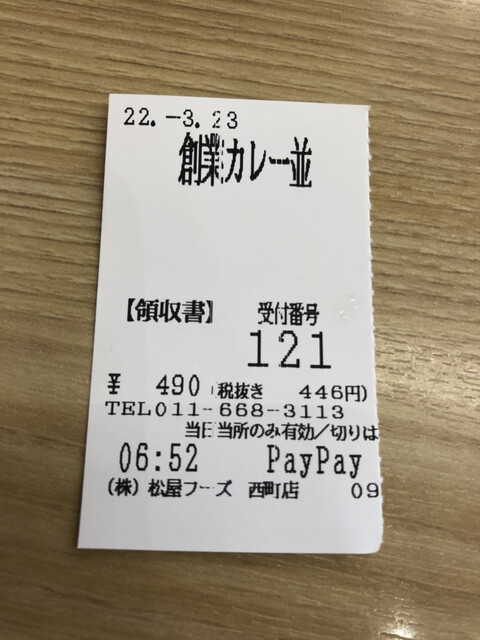 22.-3.23
創業カレー並
【領収書】 受付番号
121
¥ 490 (税抜き 446円)
TEL011-668-3113
当日当所のみ有効/切りは
06:52 PayPay
(株) 松屋フーズ 西町店 09